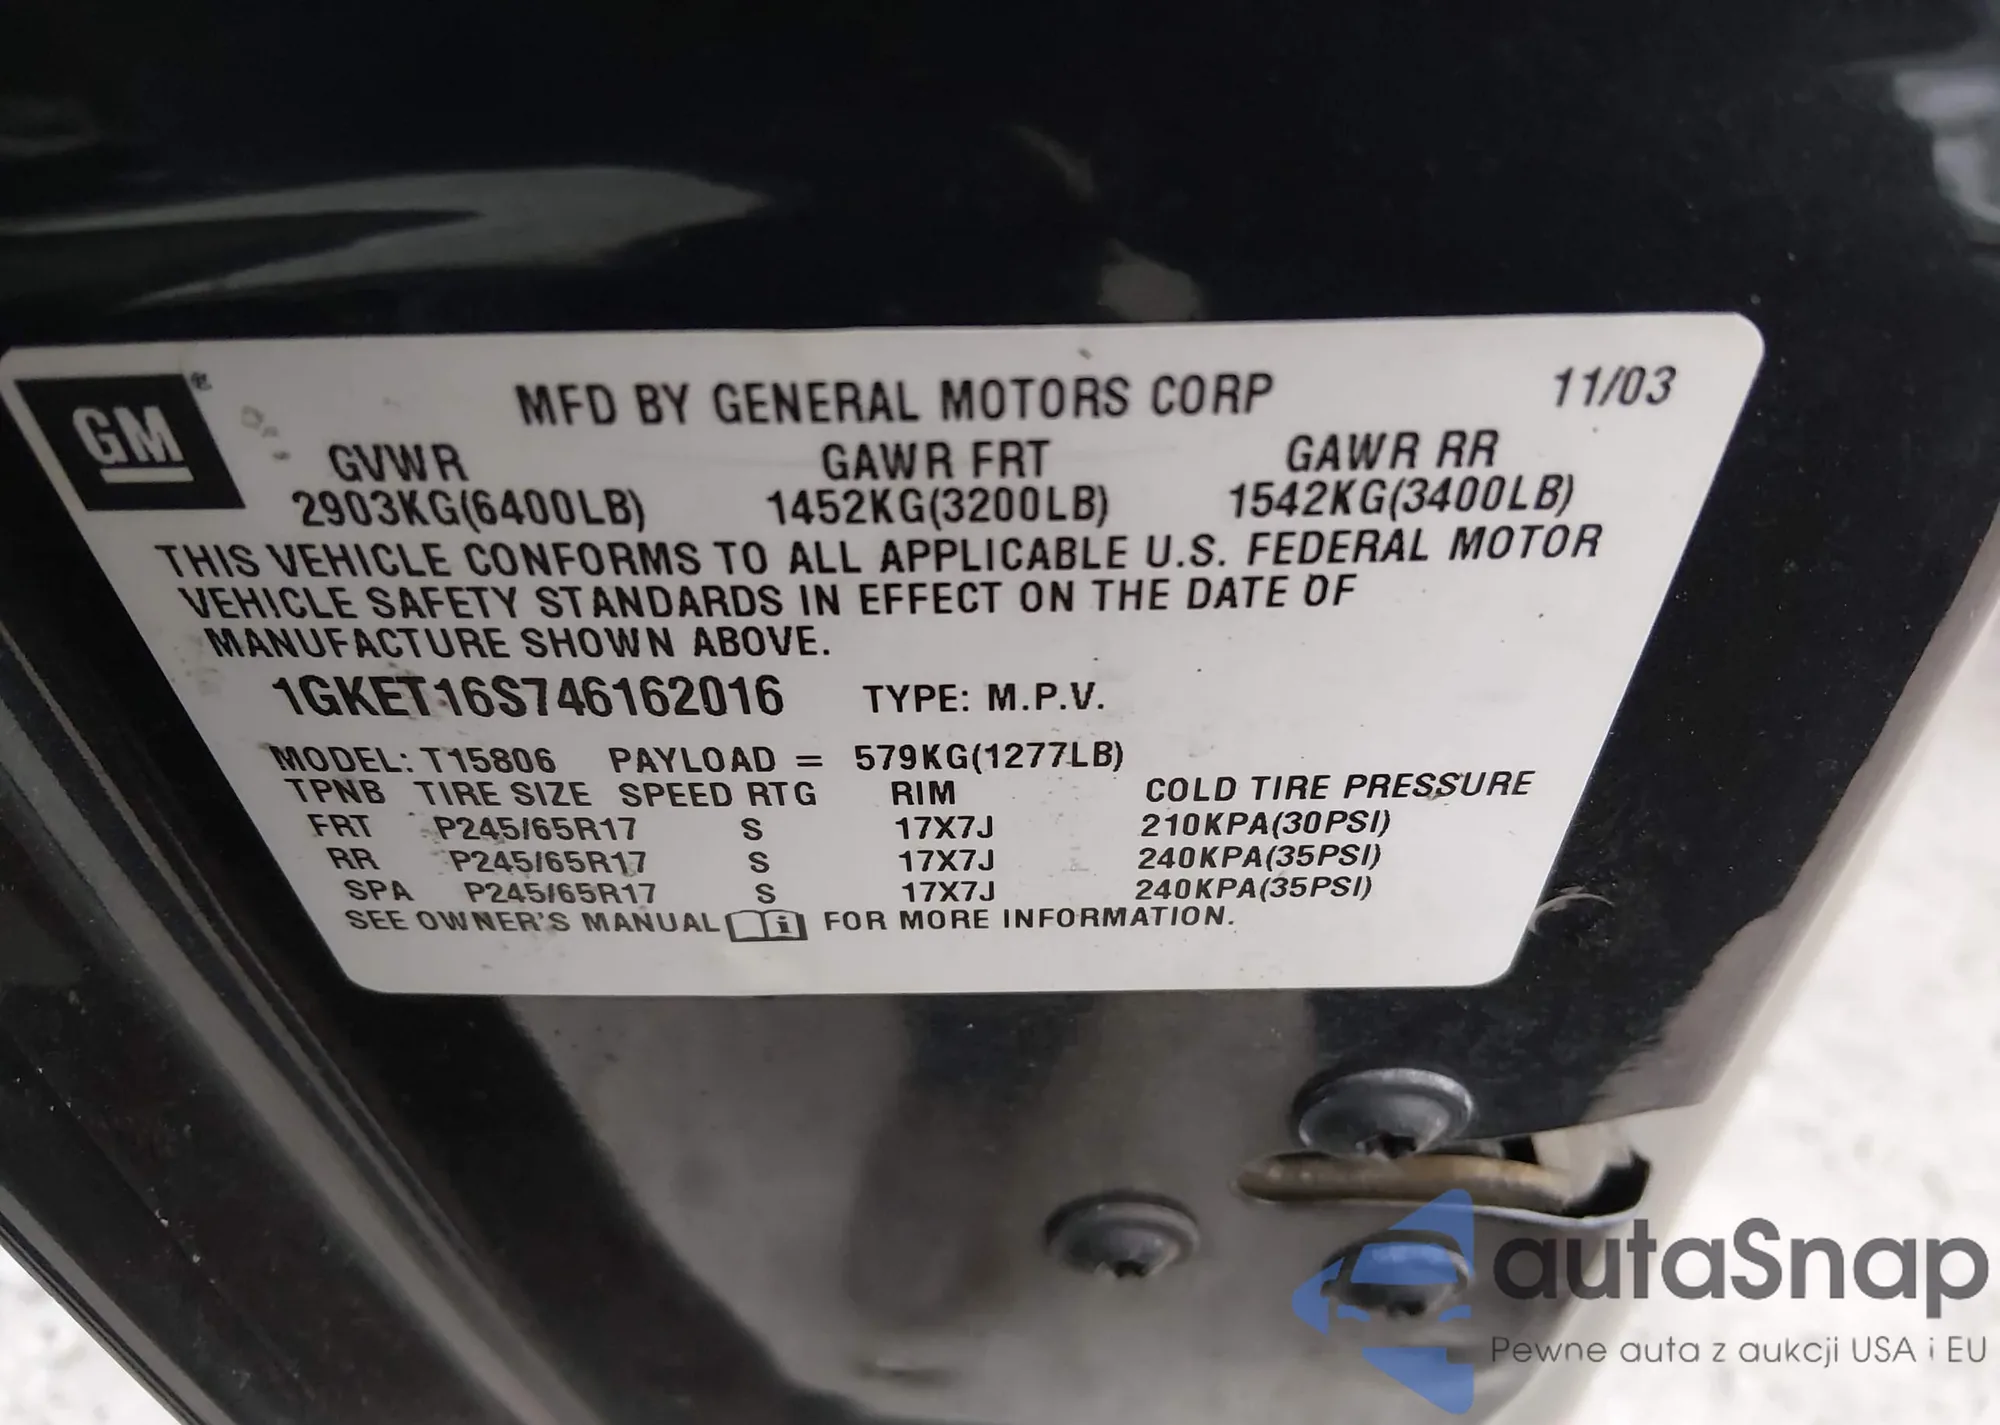 GM ®
MFD BY GENERAL MOTORS CORP 11/03
GVWR GAWR FRT GAWR RR
2903KG(6400LB) 1452KG(3200LB) 1542KG(3400LB)
THIS VEHICLE CONFORMS TO ALL APPLICABLE U.S. FEDERAL MOTOR
VEHICLE SAFETY STANDARDS IN EFFECT ON THE DATE OF
MANUFACTURE SHOWN ABOVE.
1GKET16S746162016 TYPE: M.P.V.
MODEL: T15806 PAYLOAD = 579KG(1277LB)
TPNB TIRE SIZE SPEED RTG RIM COLD TIRE PRESSURE
FRT P245/65R17 S 17X7J 210KPA(30PSI)
RR P245/65R17 S 17X7J 240KPA(35PSI)
SPA P245/65R17 S 17X7J 240KPA(35PSI)
SEE OWNER'S MANUAL i FOR MORE INFORMATION.
autaSnap
Pewne auta z aukcji USA i EU